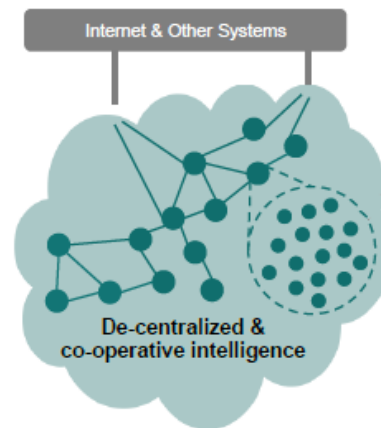 Internet & Other Systems
De-centralized &
co-operative intelligence